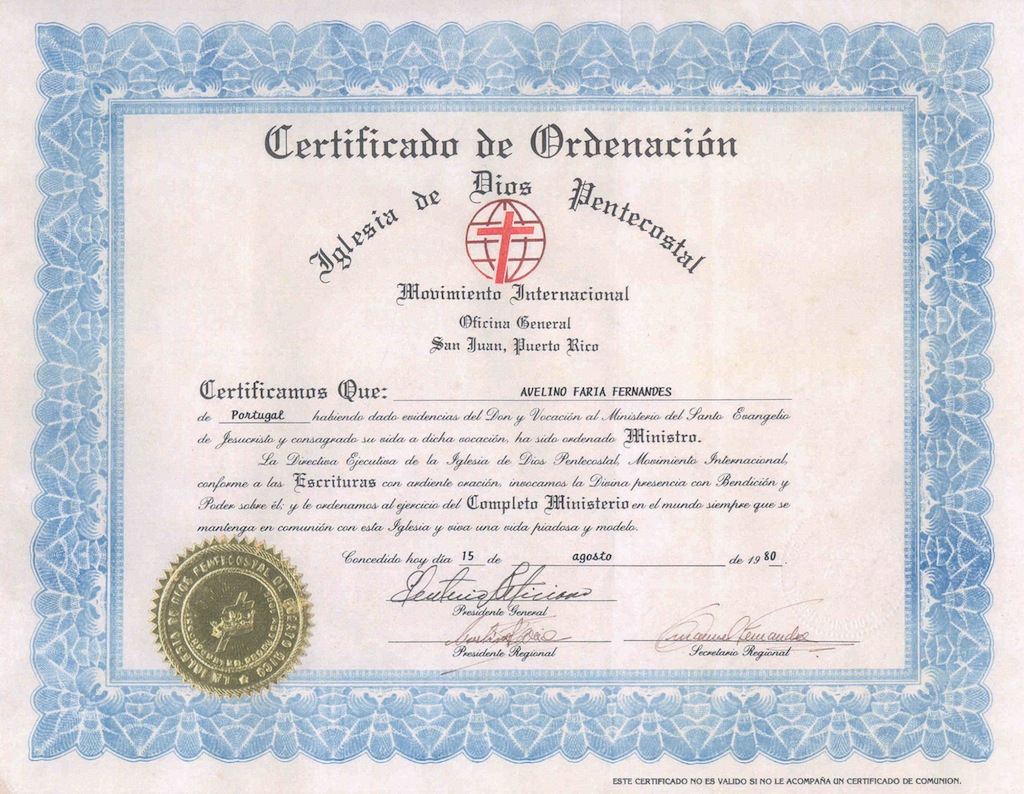 Certificado de Ordenación
Iglesia de Dios Pentecostal
Movimiento Internacional
Oficina General
San Juan, Puerto Rico
Certificamos Que: AVELINO FARIA FERNANDES
de Portugal habiendo dado evidencias del Don y Vocación al Ministerio del Santo Evangelio
de Jesucristo y consagrado su vida a dicha vocación, ha sido ordenado Ministro.
La Directiva Ejecutiva de la Iglesia de Dios Pentecostal, Movimiento Internacional,
conforme a las Escrituras con ardiente oración, invocamos la Divina presencia con Bendición y
Poder sobre él; y le ordenamos al ejercicio del Completo Ministerio en el mundo siempre que se
mantenga en comunión con esta Iglesia y viva una vida piadosa y modelo.
Concedido hoy día 15 de agosto de 1980.
Presidente General
Presidente Regional
Secretario Regional
LA IGLESIA DE DIOS PENTECOSTAL DE PUERTO RICO
ESTE CERTIFICADO NO ES VALIDO SI NO LE ACOMPAÑA UN CERTIFICADO DE COMUNION.